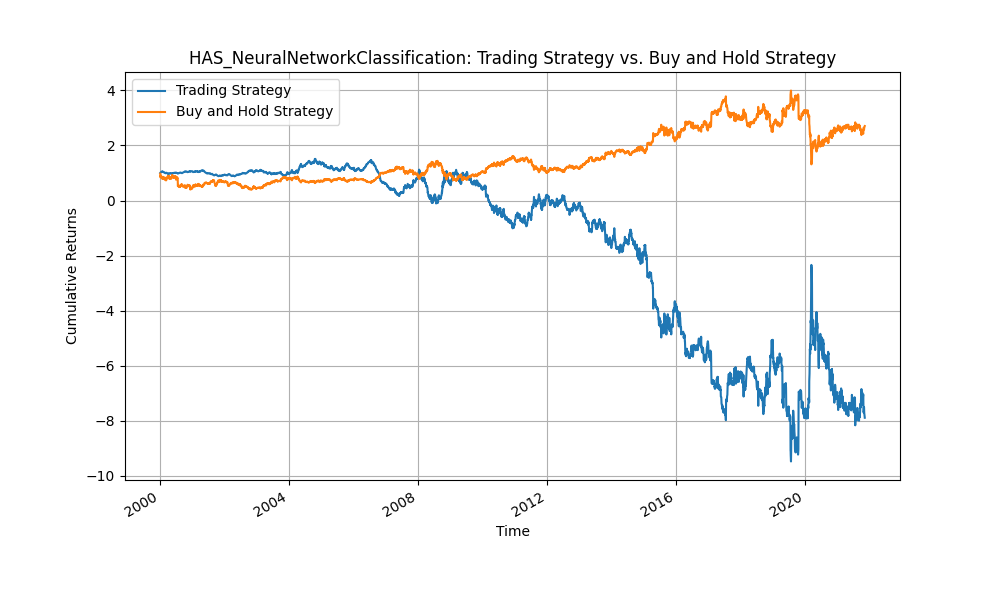 HAS_NeuralNetworkClassification: Trading Strategy vs. Buy and Hold Strategy
Trading Strategy
Buy and Hold Strategy
4
2
0
−2
−4
−6
−8
−10
Cumulative Returns
2000
2004
2008
2012
2016
2020
Time